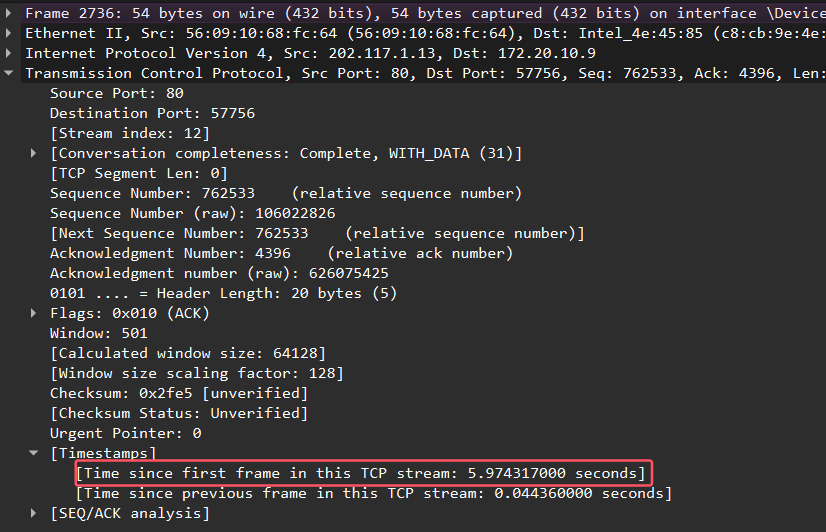 Frame 2736: 54 bytes on wire (432 bits), 54 bytes captured (432 bits) on interface \Device
Ethernet II, Src: 56:09:10:68:fc:64 (56:09:10:68:fc:64), Dst: Intel_4e:45:85 (c8:cb:9e:4e:
Internet Protocol Version 4, Src: 202.117.1.13, Dst: 172.20.10.9
Transmission Control Protocol, Src Port: 80, Dst Port: 57756, Seq: 762533, Ack: 4396, Len:
Source Port: 80
Destination Port: 57756
[Stream index: 12]
[Conversation completeness: Complete, WITH_DATA (31)]
[TCP Segment Len: 0]
Sequence Number: 762533    (relative sequence number)
Sequence Number (raw): 106022826
[Next Sequence Number: 762533    (relative sequence number)]
Acknowledgment Number: 4396    (relative ack number)
Acknowledgment number (raw): 626075425
0101 .... = Header Length: 20 bytes (5)
Flags: 0x010 (ACK)
Window: 501
[Calculated window size: 64128]
[Window size scaling factor: 128]
Checksum: 0x2fe5 [unverified]
[Checksum Status: Unverified]
Urgent Pointer: 0
[Timestamps]
[Time since first frame in this TCP stream: 5.974317000 seconds]
[Time since previous frame in this TCP stream: 0.044360000 seconds]
[SEQ/ACK analysis]